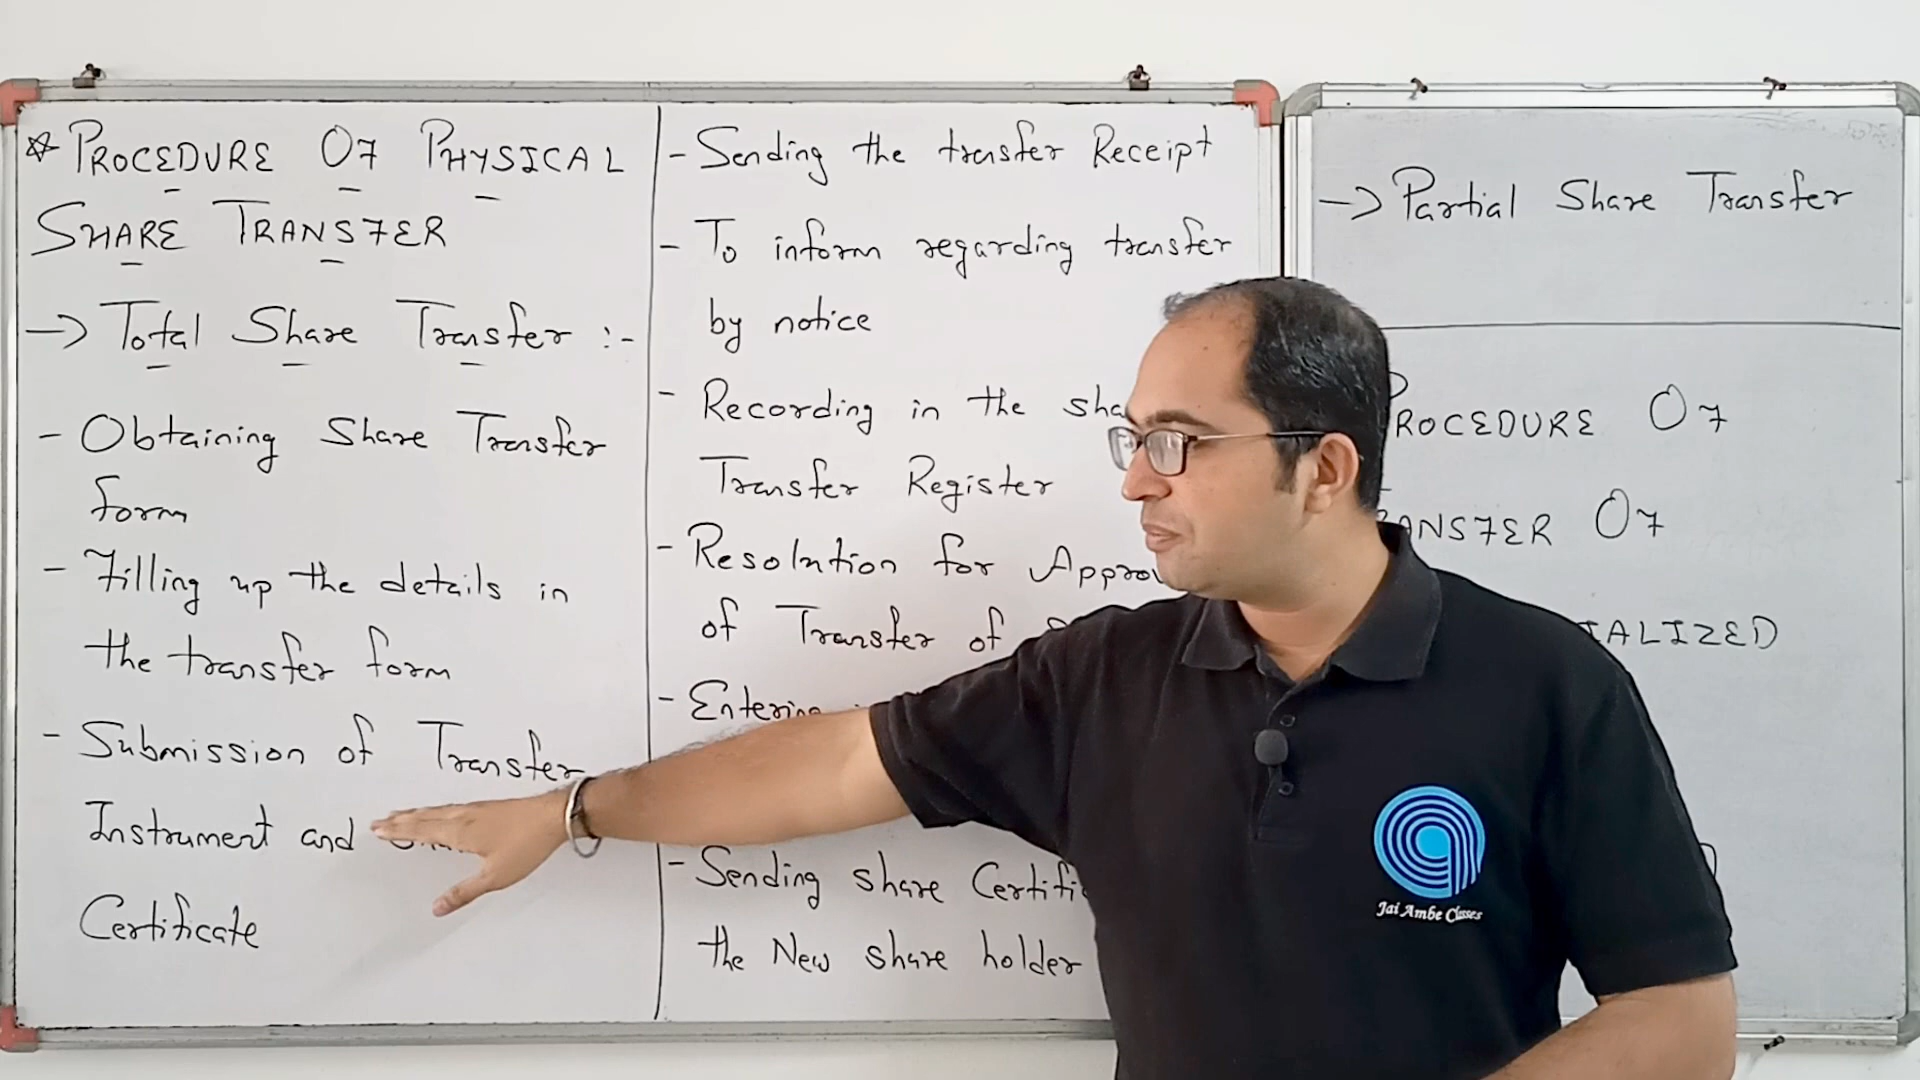 * PROCEDURE OF PHYSICAL
SHARE TRANSFER
-> Total Share Transfer :-
- Obtaining Share Transfer
form
- Filling up the details in
the transfer form
- Submission of Transfer
Instrument and
Certificate
- Sending the transfer Receipt
- To inform regarding transfer
by notice
- Recording in the
Transfer Register
- Resolution for
of Transfer of
- Entering
- Sending share
the New share holder
-> Partial Share Transfer
PROCEDURE OF
OF
Jai Ambe Classes